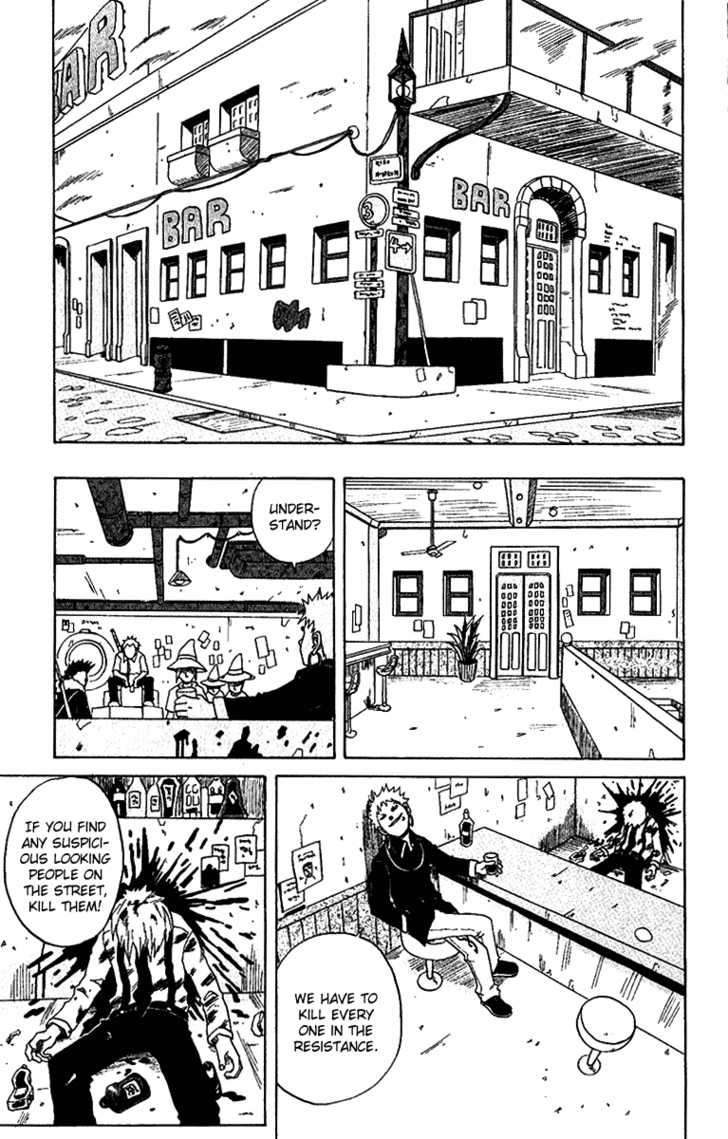 BAR
BAR
BAR
3
UNDER-
STAND?
IF YOU FIND
ANY SUSPICI-
OUS LOOKING
PEOPLE ON
THE STREET,
KILL THEM!
WE HAVE TO
KILL EVERY
ONE IN THE
RESISTANCE.